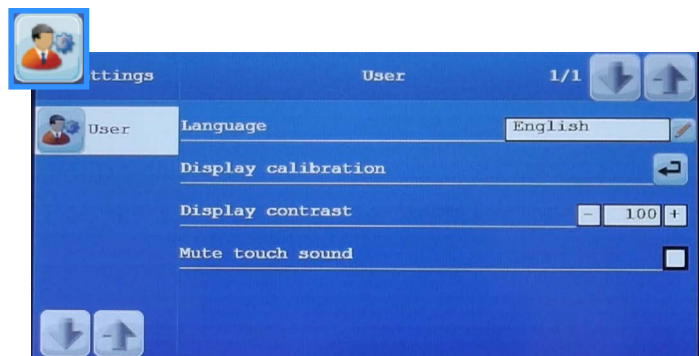 ttings User 1/1
User
Language English
Display calibration
Display contrast - 100 +
Mute touch sound